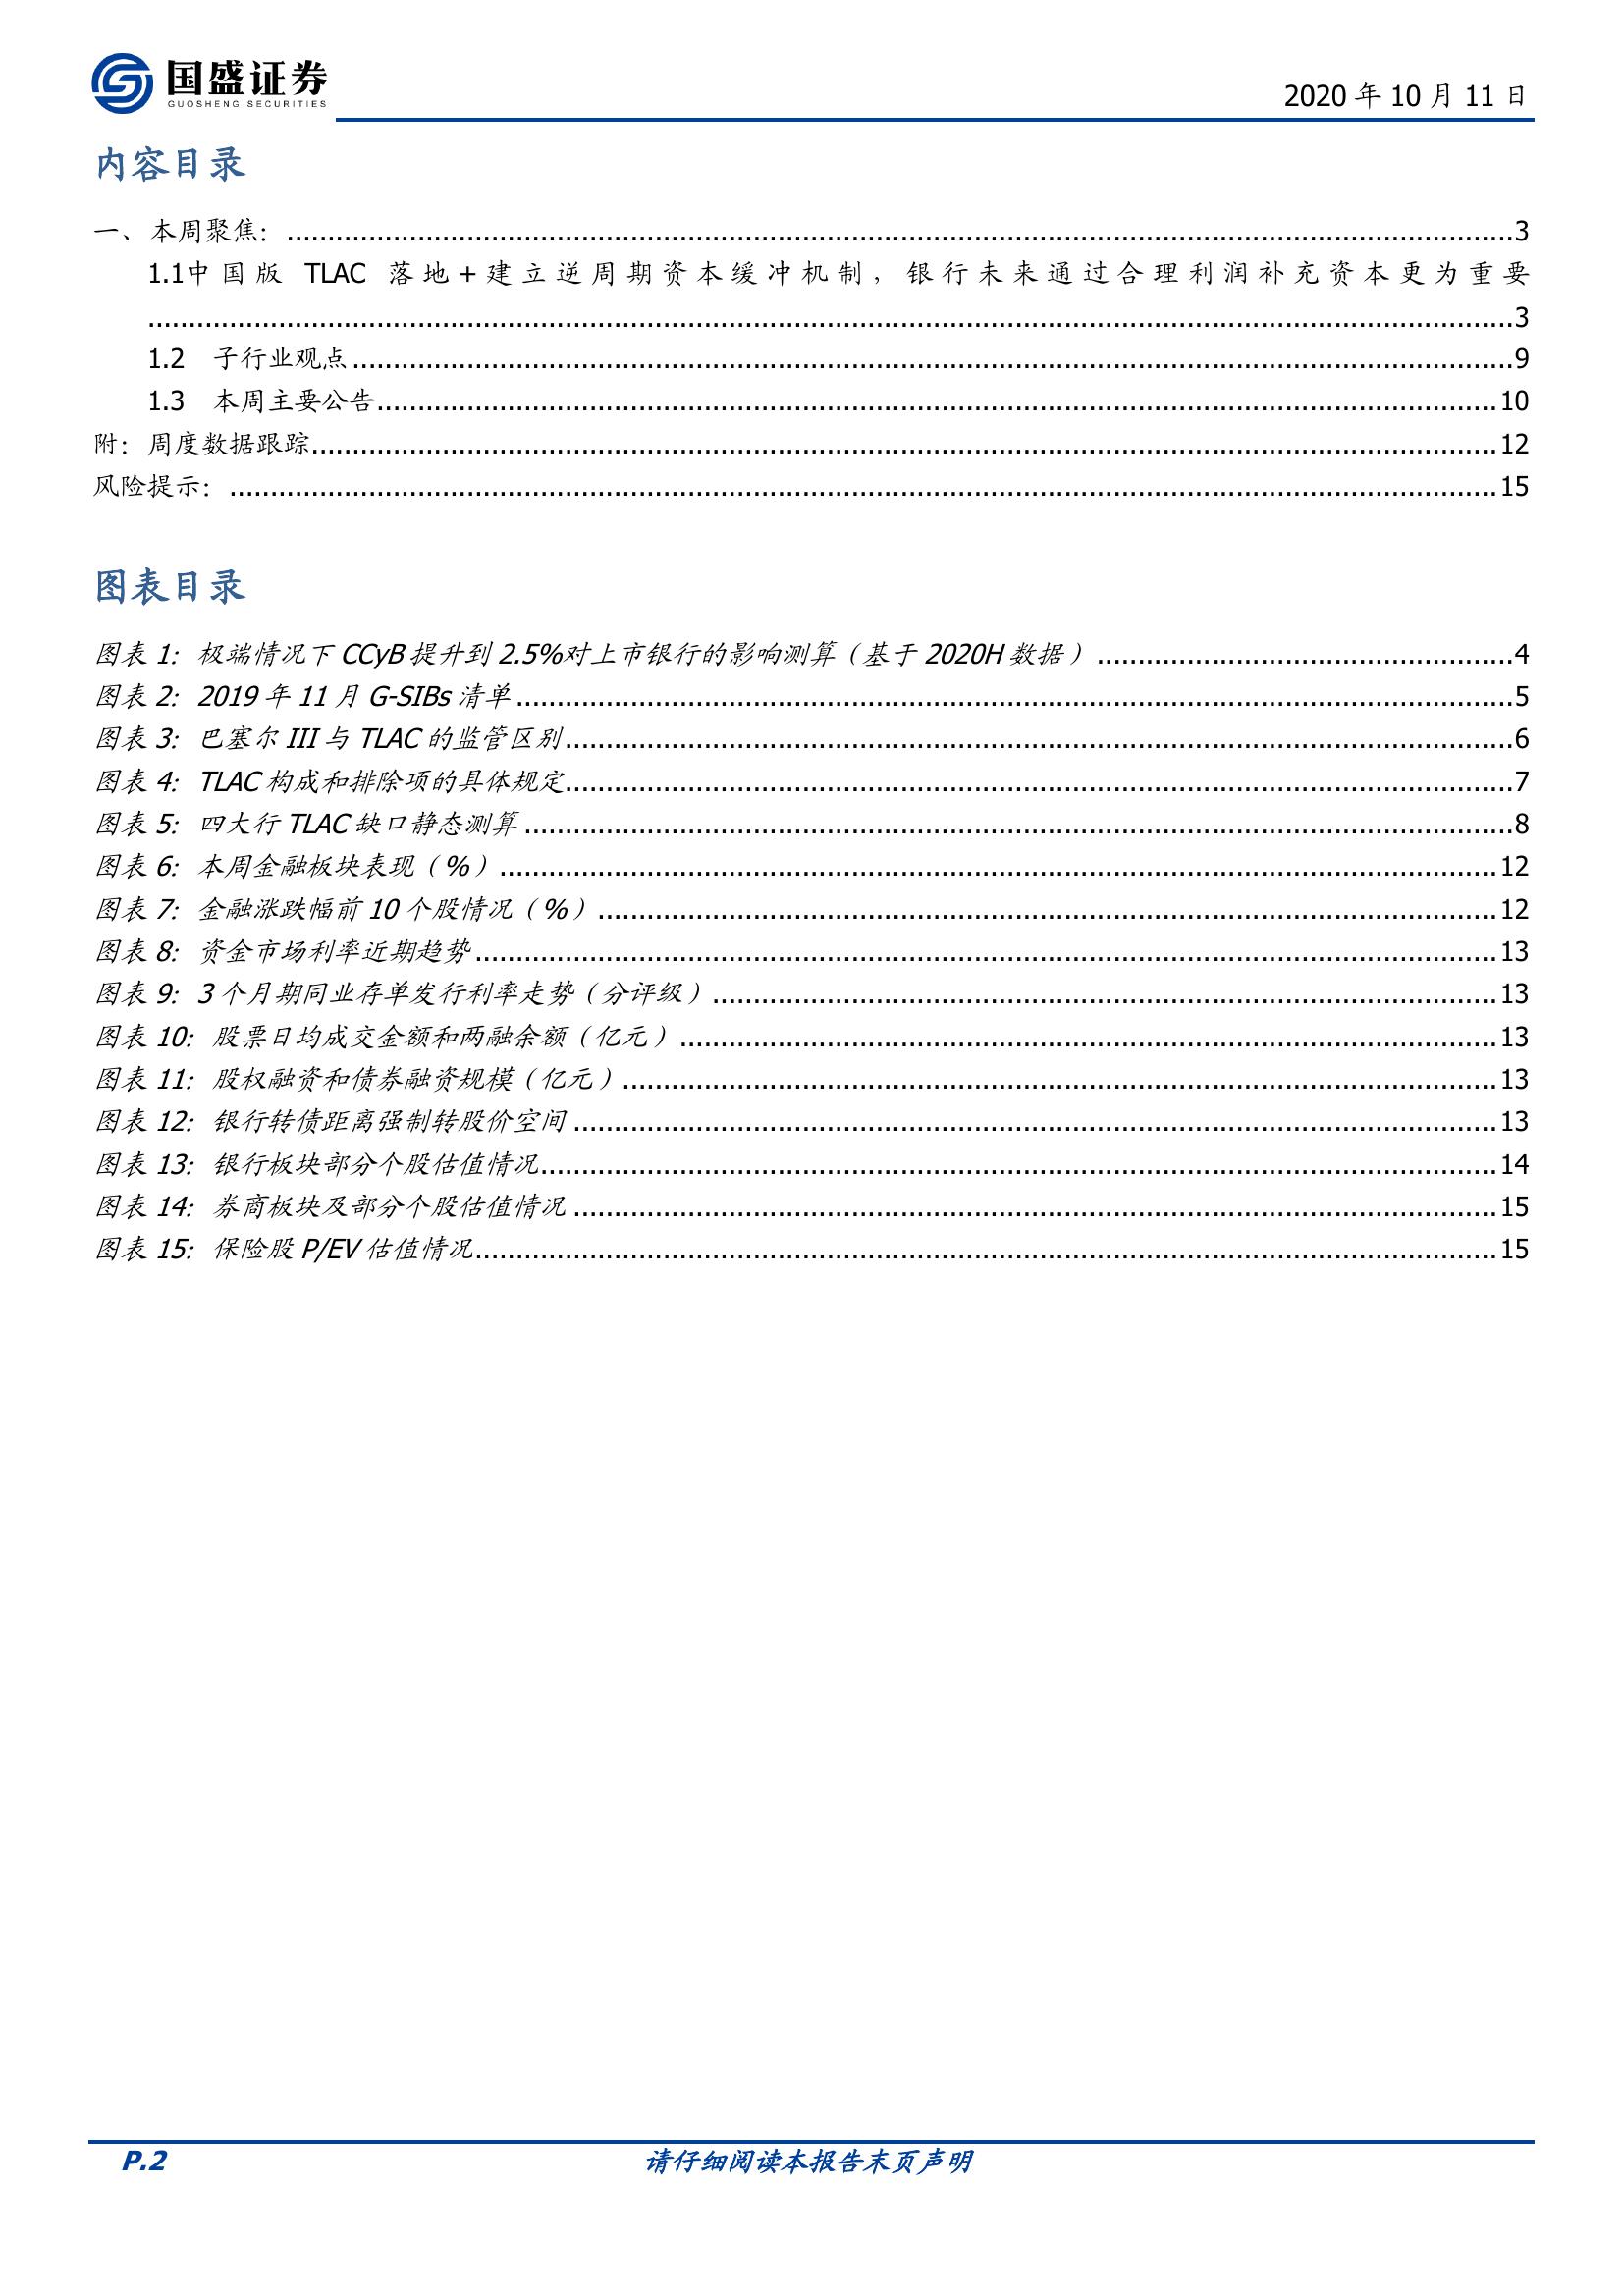 国盛证券
GUOSHENG SECURITIES
2020 年 10 月 11 日
内容目录
一、本周聚焦：........................................3
1.1中国版 TLAC 落地+建立逆周期资本缓冲机制，银行未来通过合理利润补充资本更为重要
........................................3
1.2 子行业观点........................................9
1.3 本周主要公告........................................10
附：周度数据跟踪........................................12
风险提示：........................................15
图表目录
图表 1：极端情况下 CCyB 提升到 2.5%对上市银行的影响测算（基于 2020H 数据）........................................4
图表 2：2019 年 11 月 G-SIBs 清单........................................5
图表 3：巴塞尔 III 与 TLAC 的监管区别........................................6
图表 4：TLAC 构成和排除项的具体规定........................................7
图表 5：四大行 TLAC 缺口静态测算........................................8
图表 6：本周金融板块表现（%）........................................12
图表 7：金融涨跌幅前 10 个股情况（%）........................................12
图表 8：资金市场利率近期趋势........................................13
图表 9：3 个月期同业存单发行利率走势（分评级）........................................13
图表 10：股票日均成交金额和两融余额（亿元）........................................13
图表 11：股权融资和债券融资规模（亿元）........................................13
图表 12：银行转债距离强制转股价空间........................................13
图表 13：银行板块部分个股估值情况........................................14
图表 14：券商板块及部分个股估值情况........................................15
图表 15：保险股 P/EV 估值情况........................................15
P.2 请仔细阅读本报告末页声明